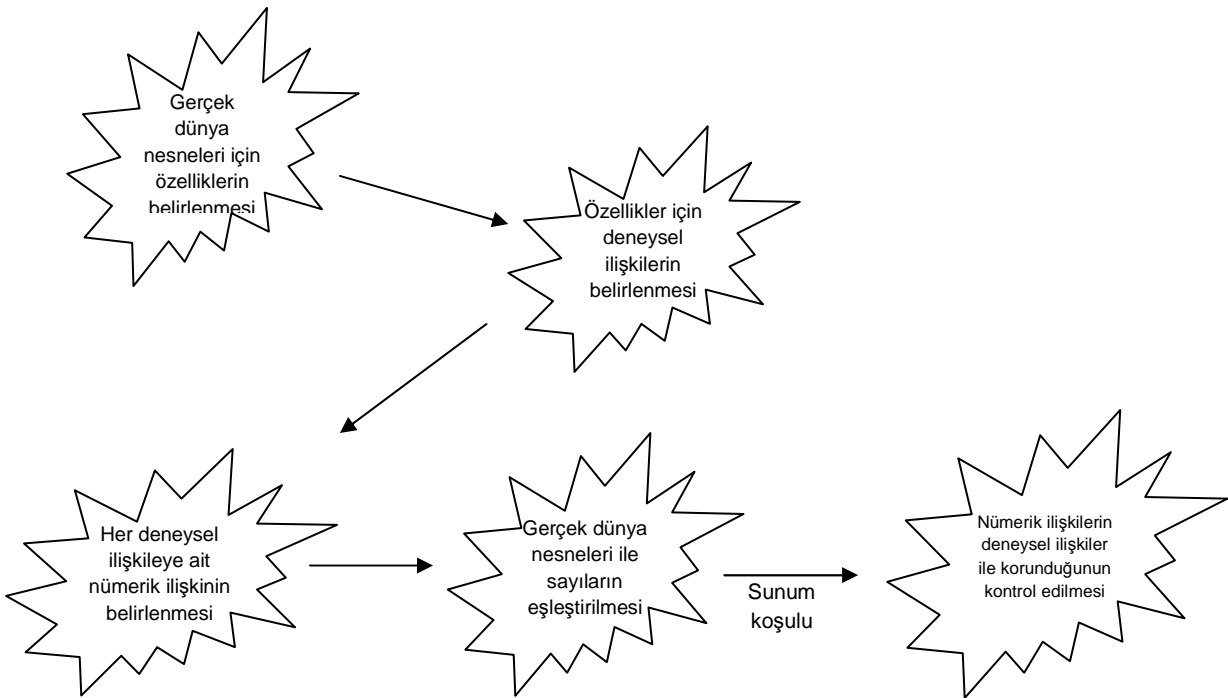 Gerçek
dünya
nesneleri için
özelliklerin
belirlenmesi
Özellikler için
deneysel
ilişkilerin
belirlenmesi
Her deneysel
ilişkileye ait
nümerik ilişkinin
belirlenmesi
Gerçek dünya
nesneleri ile
sayıların
eşleştirilmesi
Sunum
koşulu
Nümerik ilişkilerin
deneysel ilişkiler
ile korunduğunun
kontrol edilmesi